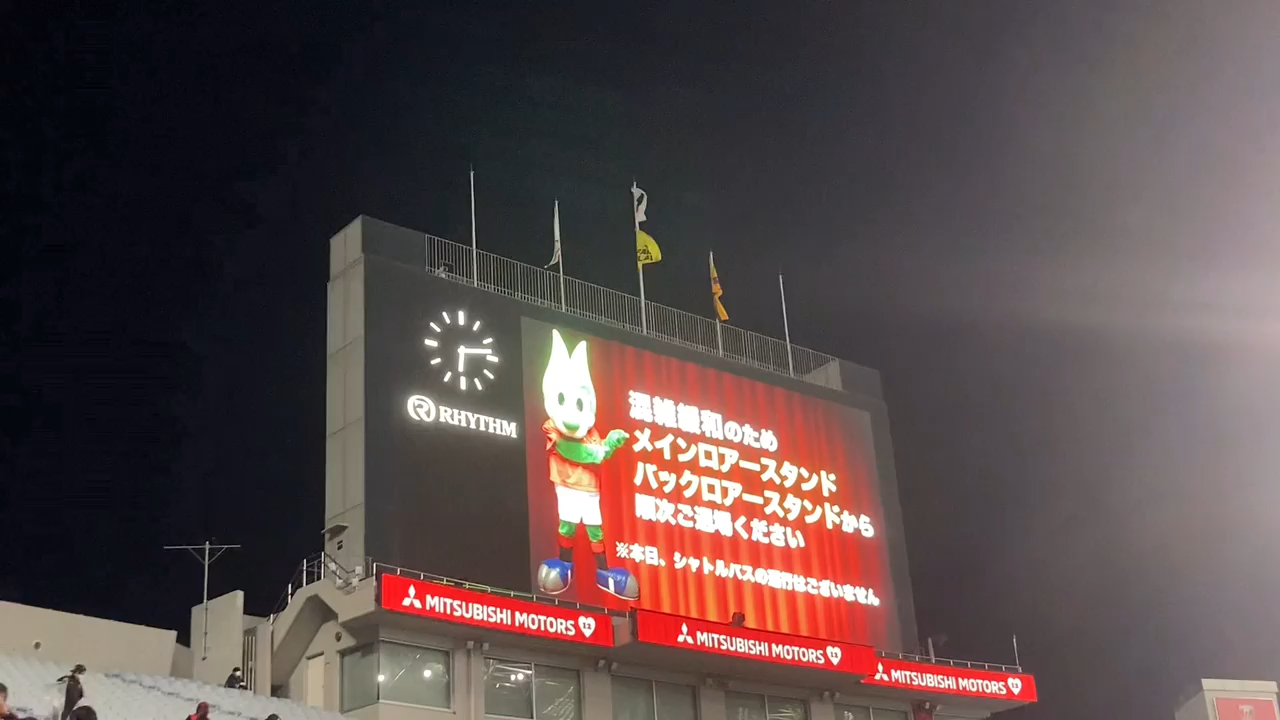 RHYTHM
混雑緩和のため
メインロアースタンド
バックロアースタンドから
順次ご退場ください
※本日、シャトルバスの運行はございません
MITSUBISHI MOTORS 12
MITSUBISHI MOTORS 12
MITSUBISHI MOTORS 12